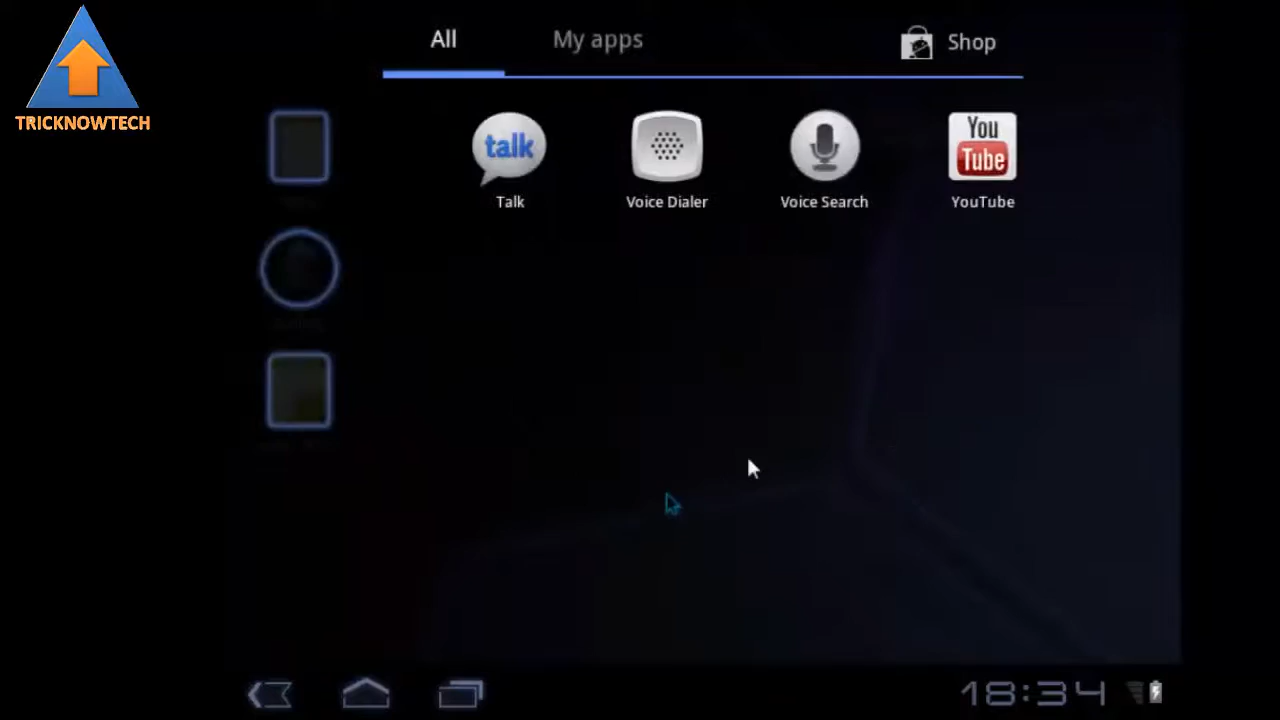 All
My apps
Shop
TRICKNOWTECH
talk
You
Tube
Talk
Voice Dialer
Voice Search
YouTube
18:34